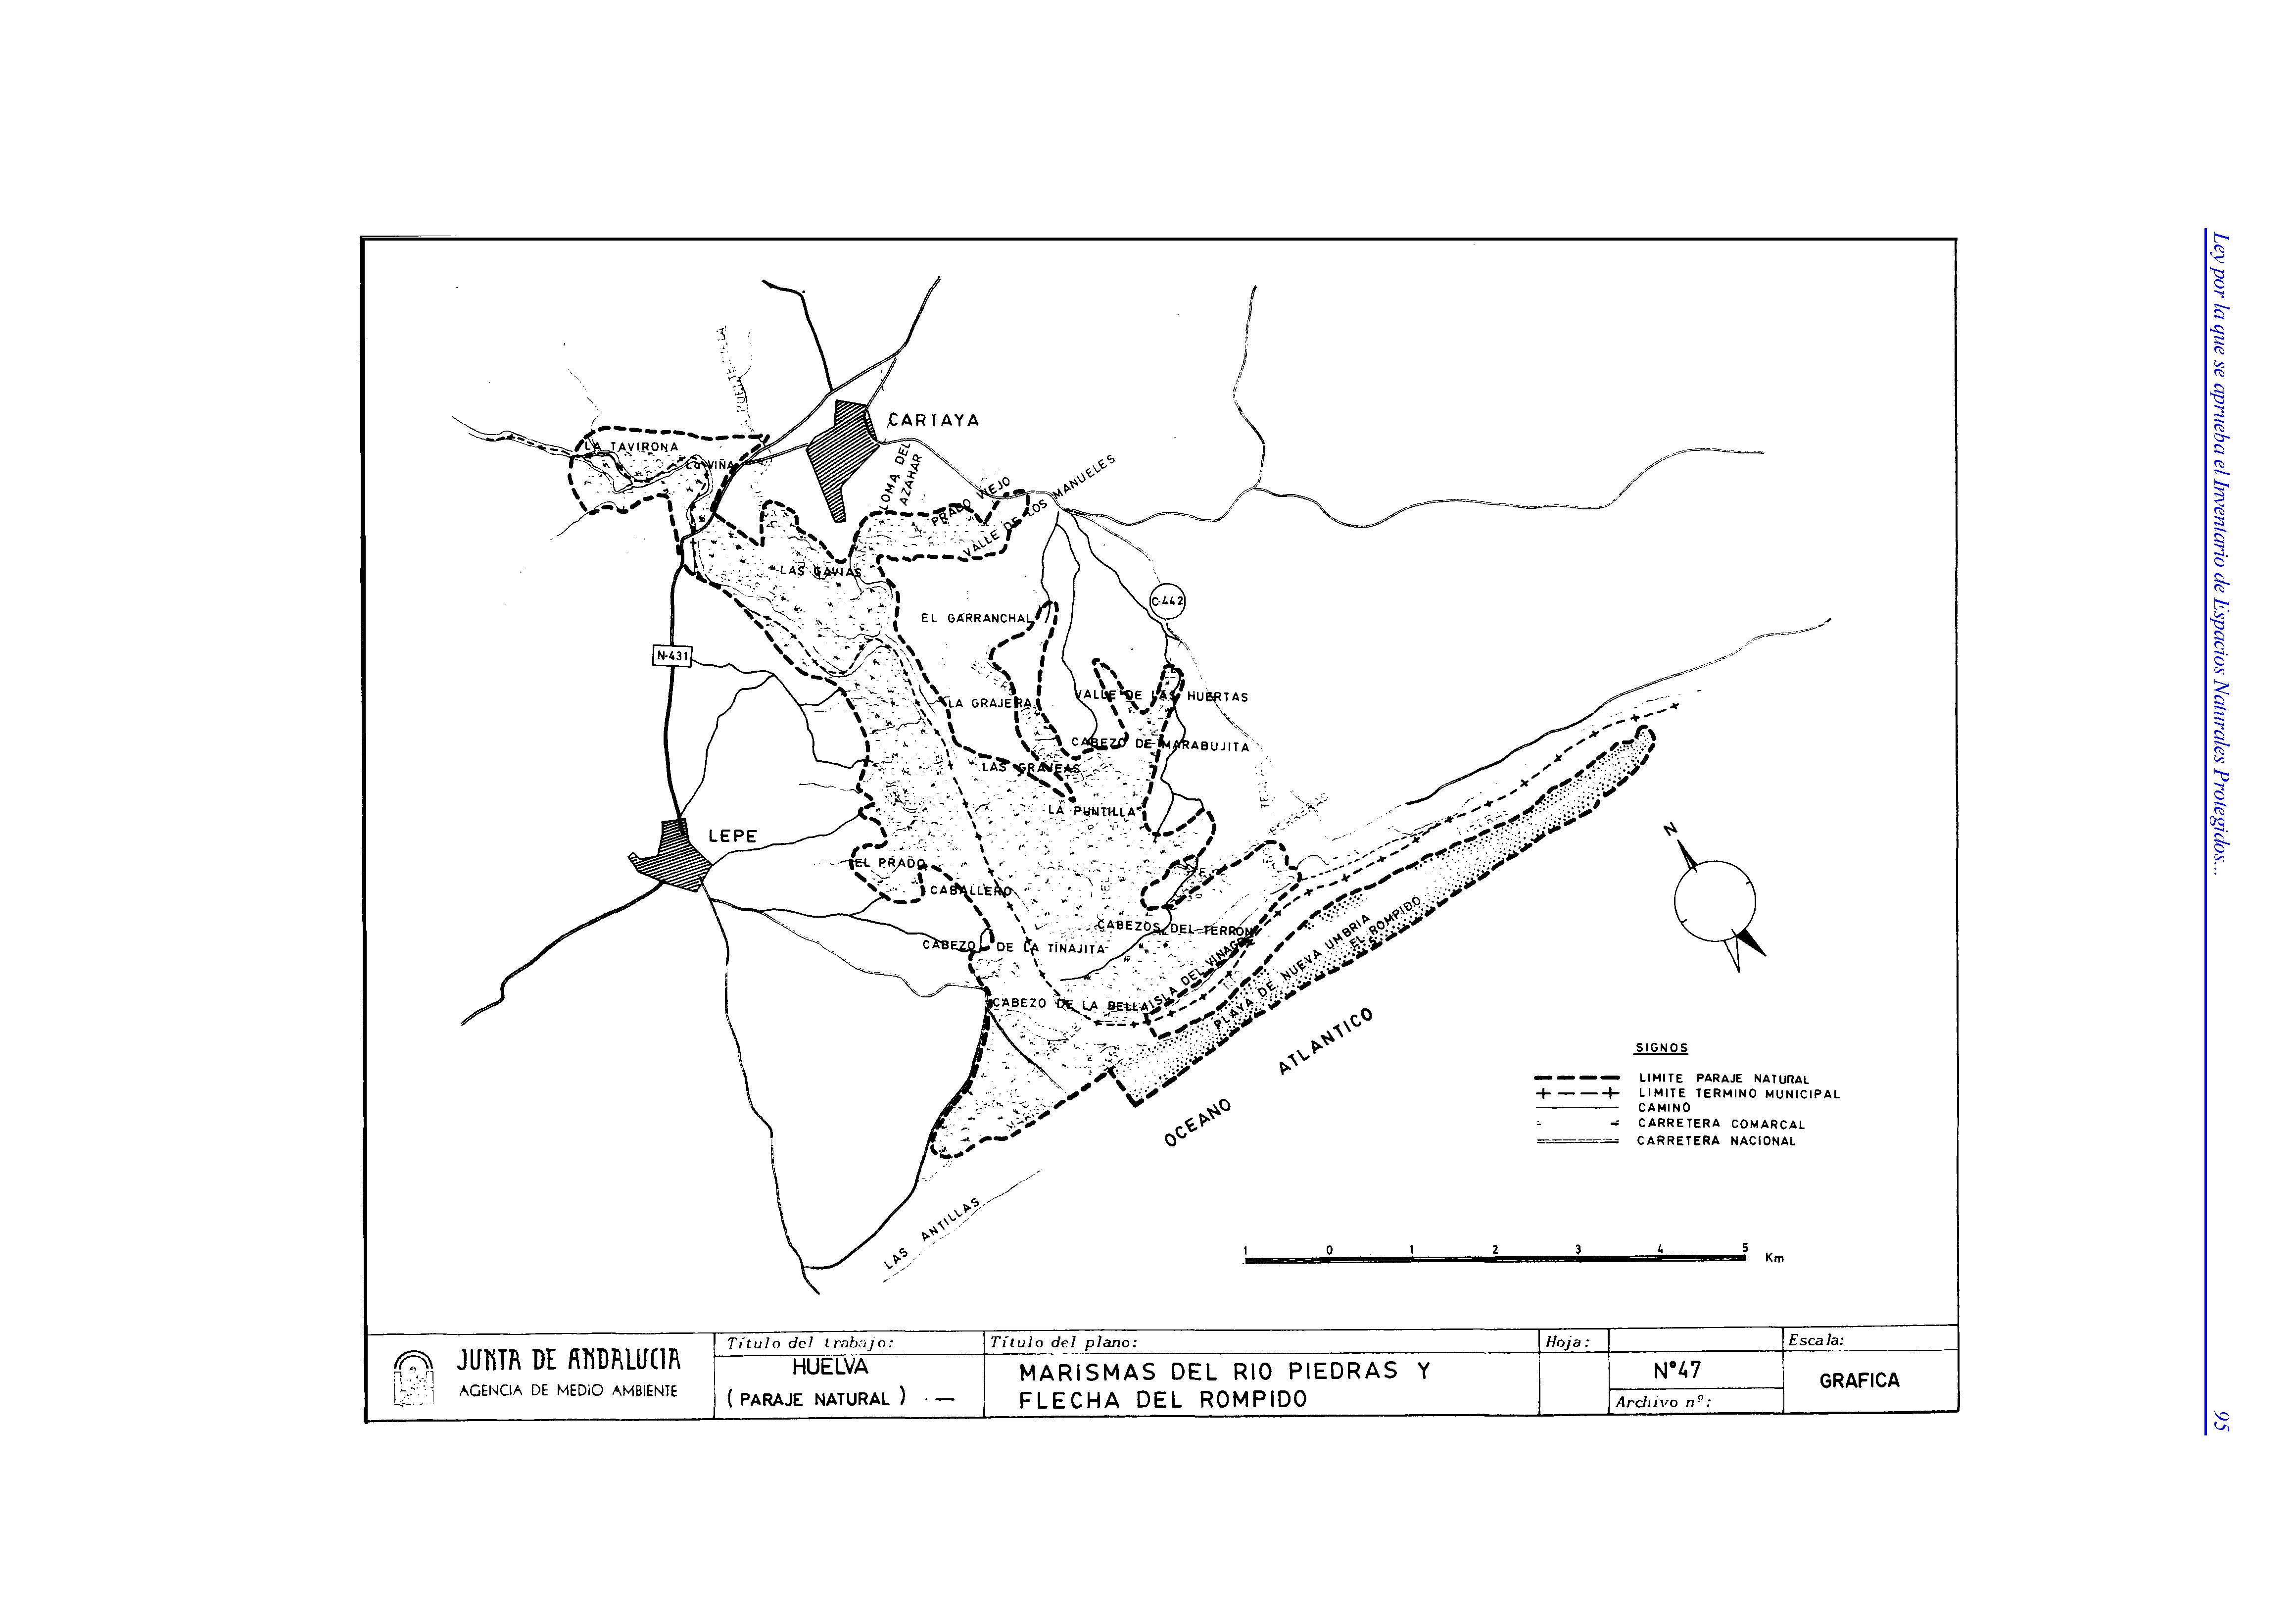 Ley por la que se aprueba el Inventario de Espacios Naturales Protegidos...
95
CARTAYA
LA TAVIRONA
LA VIÑA
LOMA DEL
AZAHAR
PRADO VIEJO
VALLE DE LOS MANUELES
LAS GAVIAS
C-442
EL GARRANCHAL
N-431
VALLE DE LAS HUERTAS
LA GRAJERA
CABEZO DE MARABUJITA
LAS GRAJEAS
LA PUNTILLA
LEPE
EL PRADO
CABALLERO
CABEZOS DEL TERRON
CABEZO DE LA TINAJITA
ISLA DEL VINAGRE
CABEZO DE LA BELLA
PLAYA DE NUEVA UMBRIA
EL ROMPIDO
N
S
OCEANO ATLANTICO
LAS ANTILLAS
SIGNOS
LIMITE PARAJE NATURAL
LIMITE TERMINO MUNICIPAL
CAMINO
CARRETERA COMARCAL
CARRETERA NACIONAL
1 0 1 2 3 4 5 Km
JUNTA DE ANDALUCIA
AGENCIA DE MEDIO AMBIENTE
Título del trabajo:
HUELVA
( PARAJE NATURAL )
Título del plano:
MARISMAS DEL RIO PIEDRAS Y
FLECHA DEL ROMPIDO
Hoja:
Nº47
Archivo nº:
Escala:
GRAFICA